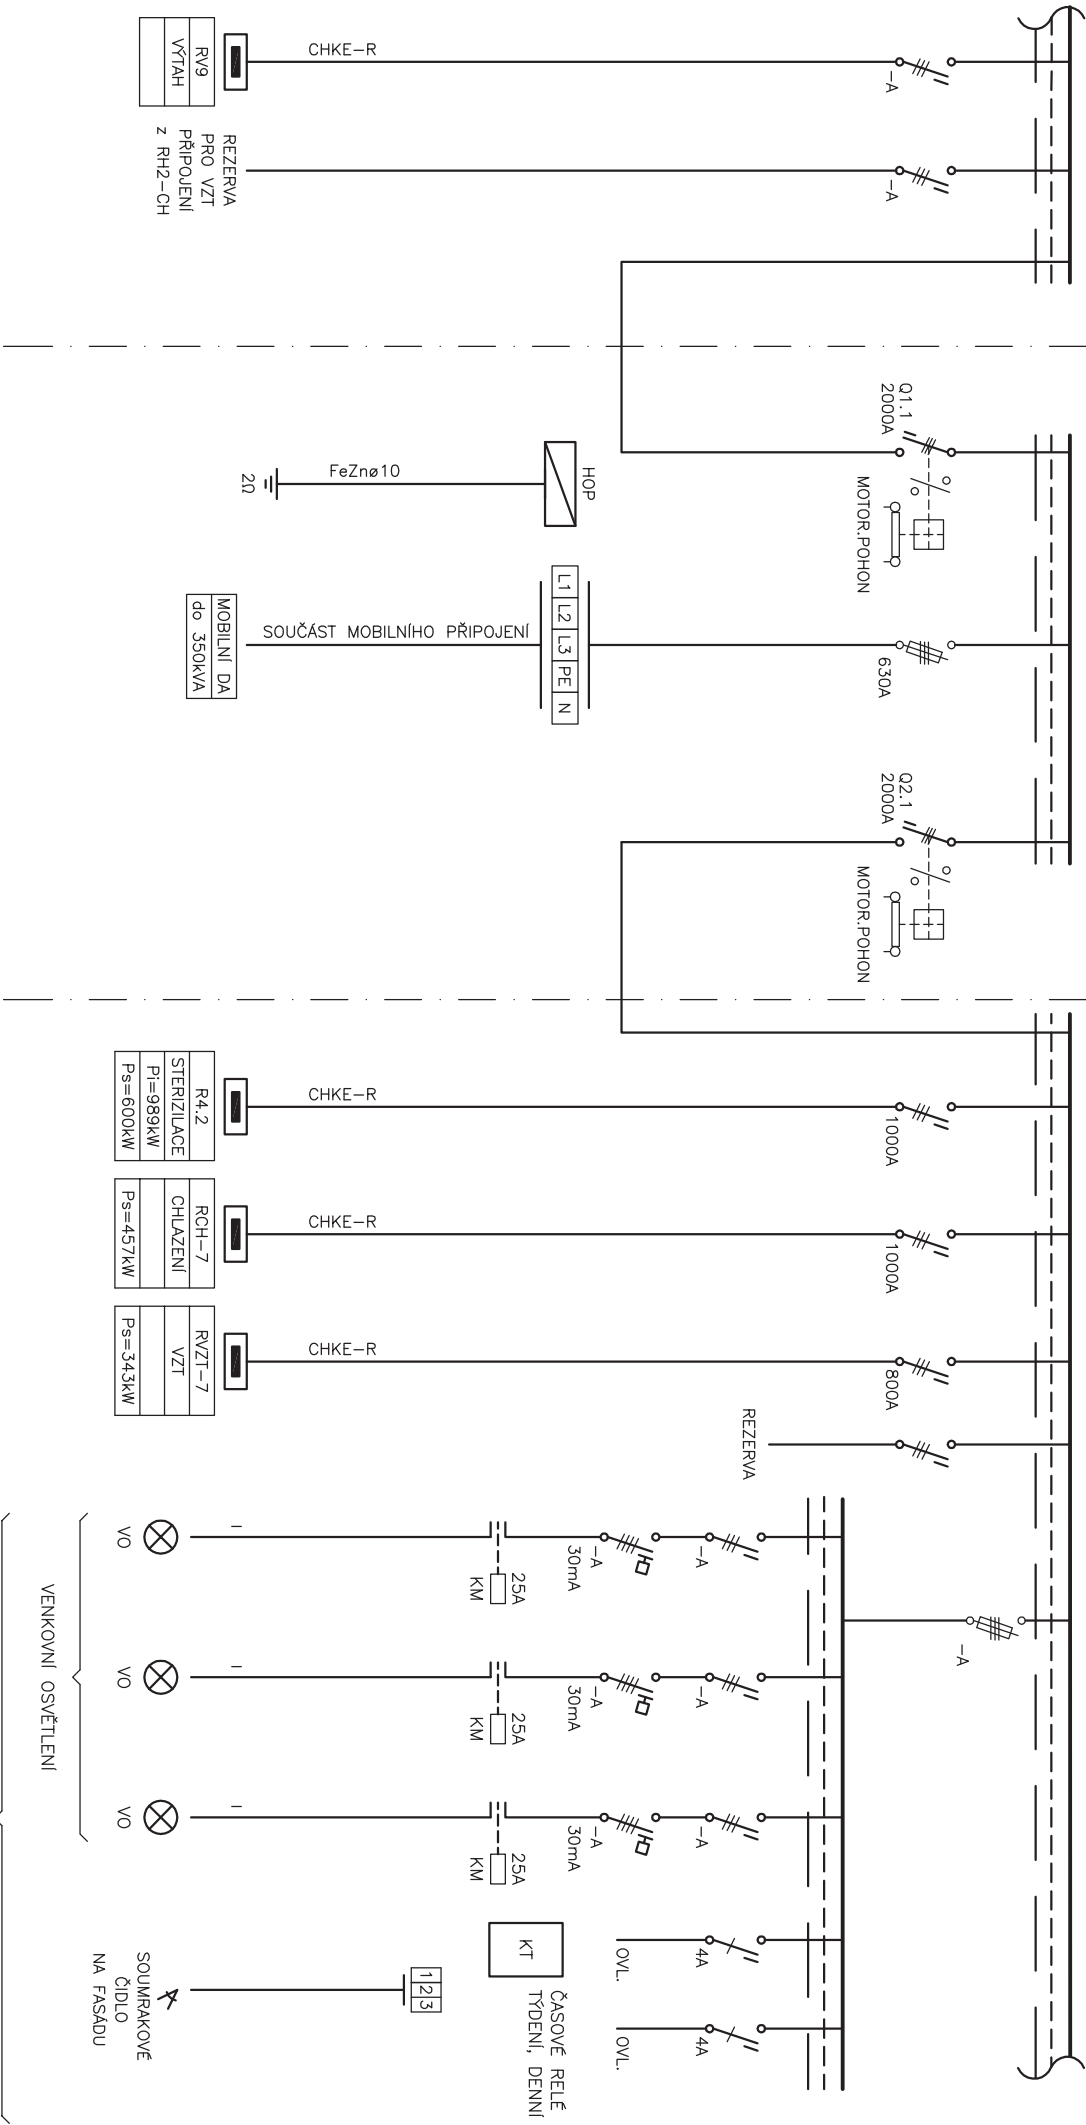 CHKE-R
-A
RV9
VÝTAH
-A
REZERVA
PRO VZT
PŘIPOJENÍ
z RH2-CH
Q1.1
2000A
MOTOR.POHON
HOP
FeZnø10
2Ω
630A
L1 L2 L3 PE N
SOUČÁST MOBILNÍHO PŘIPOJENÍ
MOBILNÍ DA
do 350kVA
Q2.1
2000A
MOTOR.POHON
1000A
CHKE-R
R4.2
STERIZILACE
Pi=989kW
Ps=600kW
1000A
CHKE-R
RCH-7
CHLAZENÍ
Ps=457kW
800A
CHKE-R
RVZT-7
VZT
Ps=343kW
REZERVA
-A
-A
-A
30mA
25A
KM
VO
-A
-A
30mA
25A
KM
VO
-A
-A
30mA
25A
KM
VO
VENKOVNÍ OSVĚTLENÍ
4A
OVL.
4A
OVL.
KT
ČASOVÉ RELÉ
TÝDENÍ, DENNÍ
1 2 3
SOUMRAKOVÉ
ČIDLO
NA FASÁDU